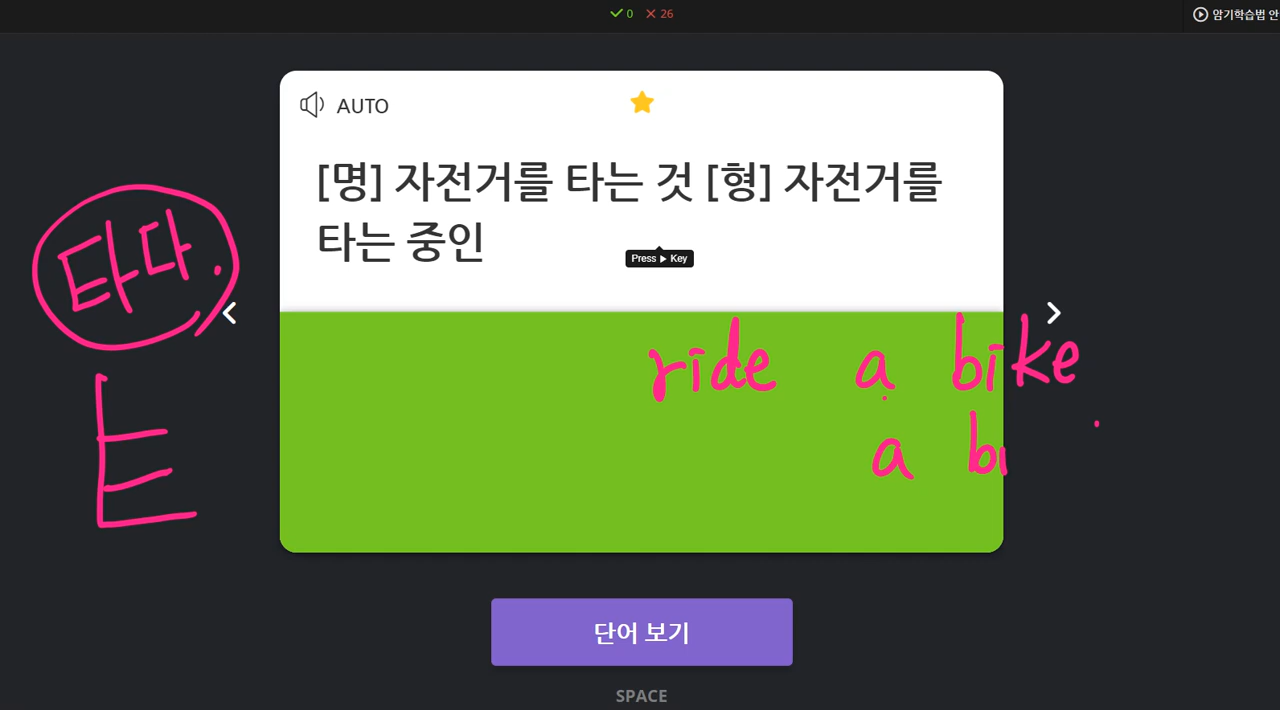 0 26
암기학습법 안
AUTO
[명] 자전거를 타는 것 [형] 자전거를
타는 중인
Press Key
타다.
ride a bike
E
a bi
단어 보기
SPACE